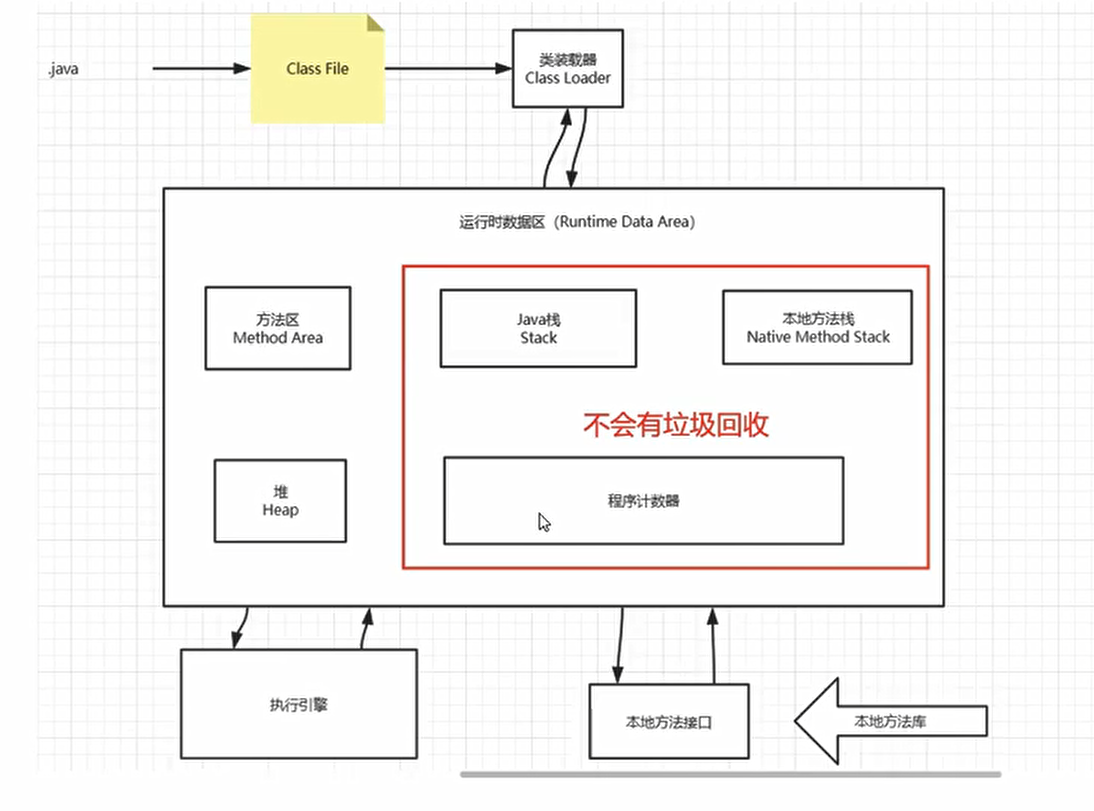 .java
Class File
类装载器
Class Loader
运行时数据区（Runtime Data Area）
方法区
Method Area
Java栈
Stack
本地方法栈
Native Method Stack
不会有垃圾回收
堆
Heap
程序计数器
执行引擎
本地方法接口
本地方法库